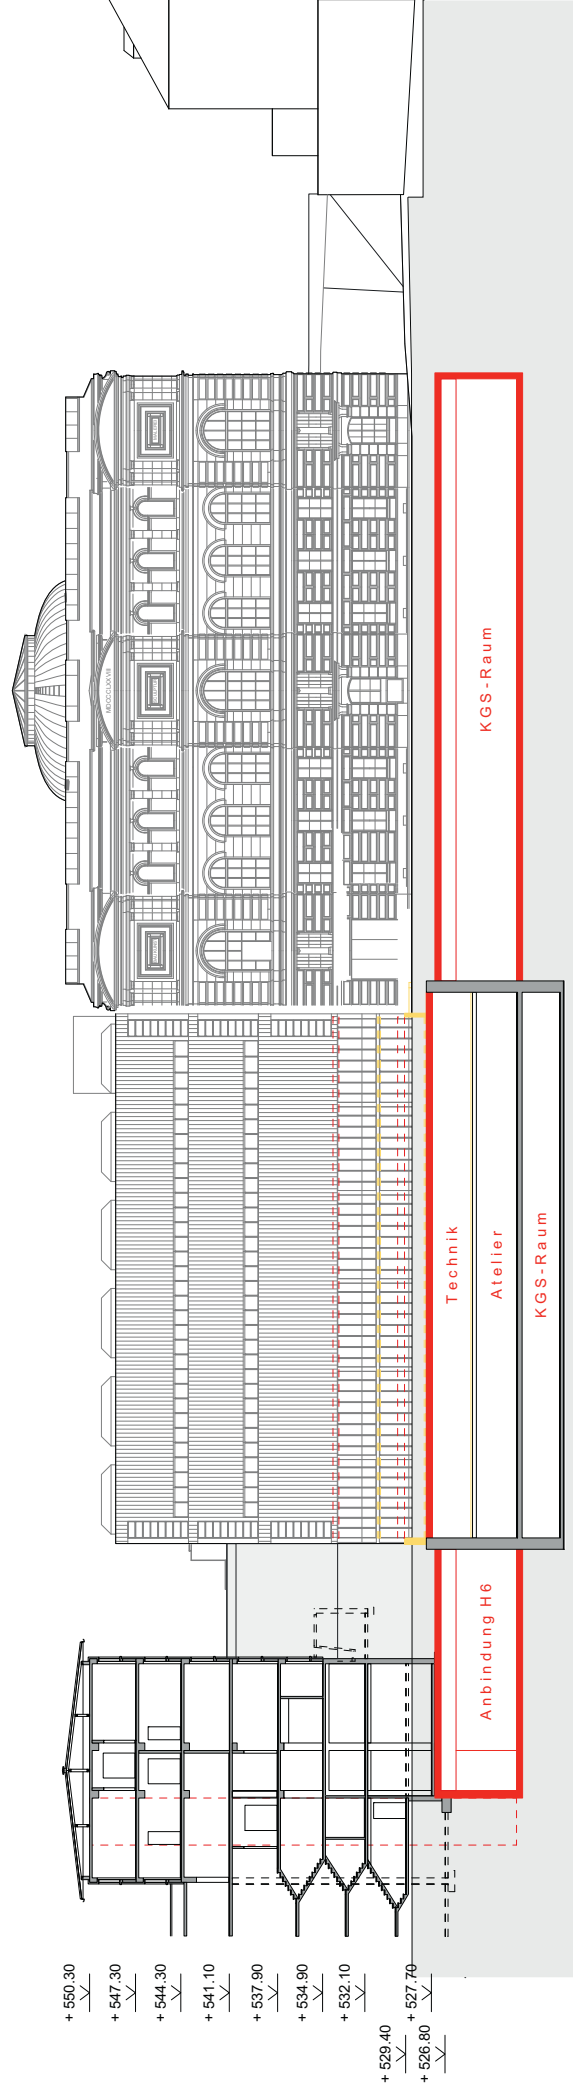 MDCCCLXXVIII
KGS-Raum
Technik
Atelier
KGS-Raum
Anbindung H6
+ 550.30
+ 547.30
+ 544.30
+ 541.10
+ 537.90
+ 534.90
+ 532.10
+ 529.40
+ 527.70
+ 526.80